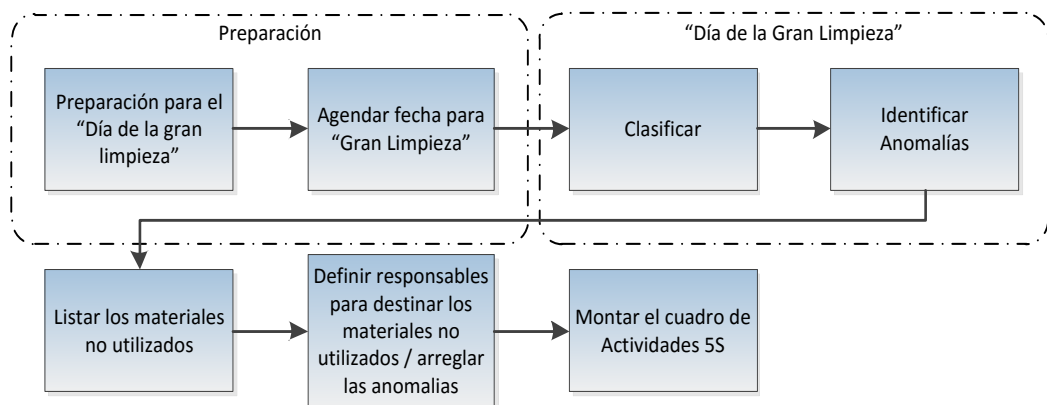 Preparación
“Día de la Gran Limpieza”
Preparación para el
“Día de la gran
limpieza”
Agendar fecha para
“Gran Limpieza”
Clasificar
Identificar
Anomalías
Listar los materiales
no utilizados
Definir responsables
para destinar los
materiales no
utilizados / arreglar
las anomalias
Montar el cuadro de
Actividades 5S